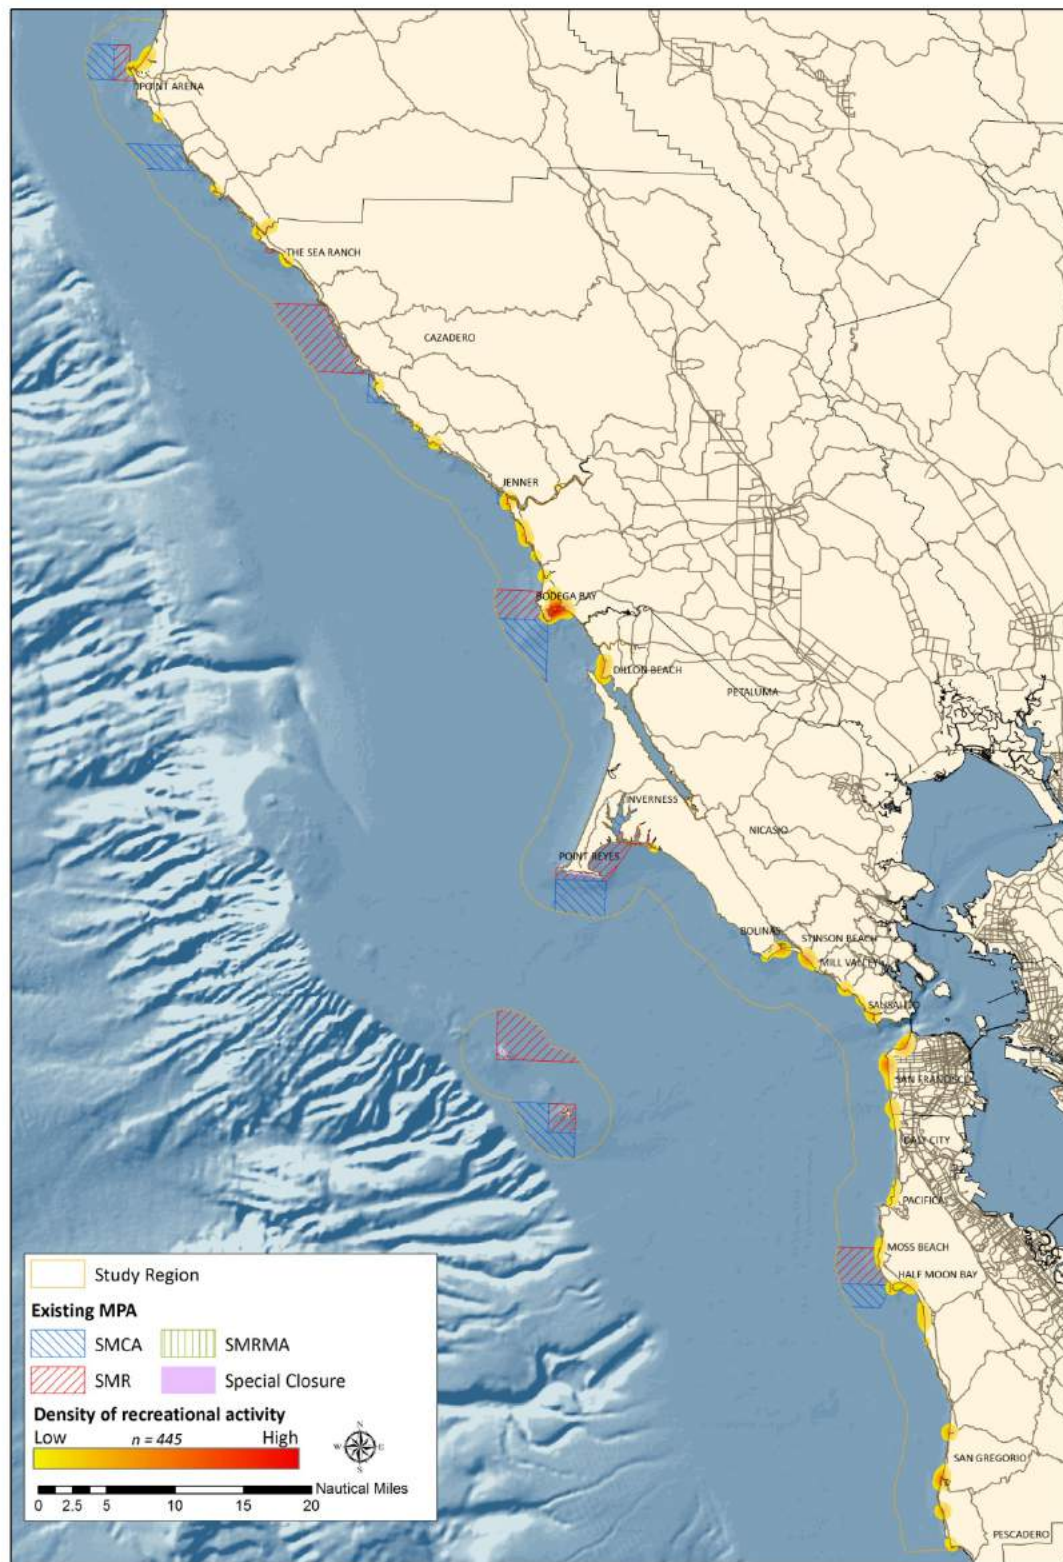 POINT ARENA
THE SEA RANCH
CAZADERO
JENNER
BODEGA BAY
DILLON BEACH
PETALUMA
INVERNESS
NICASIO
POINT REYES
BOLINAS
STINSON BEACH
MILL VALLEY
SAUSALITO
SAN FRANCISCO
DALY CITY
PACIFICA
MOSS BEACH
HALF MOON BAY
SAN GREGORIO
PESCADERO
Study Region
Existing MPA
SMCA SMRMA
SMR Special Closure
Density of recreational activity
Low n = 445 High
N
W E
S
Nautical Miles
0 2.5 5 10 15 20